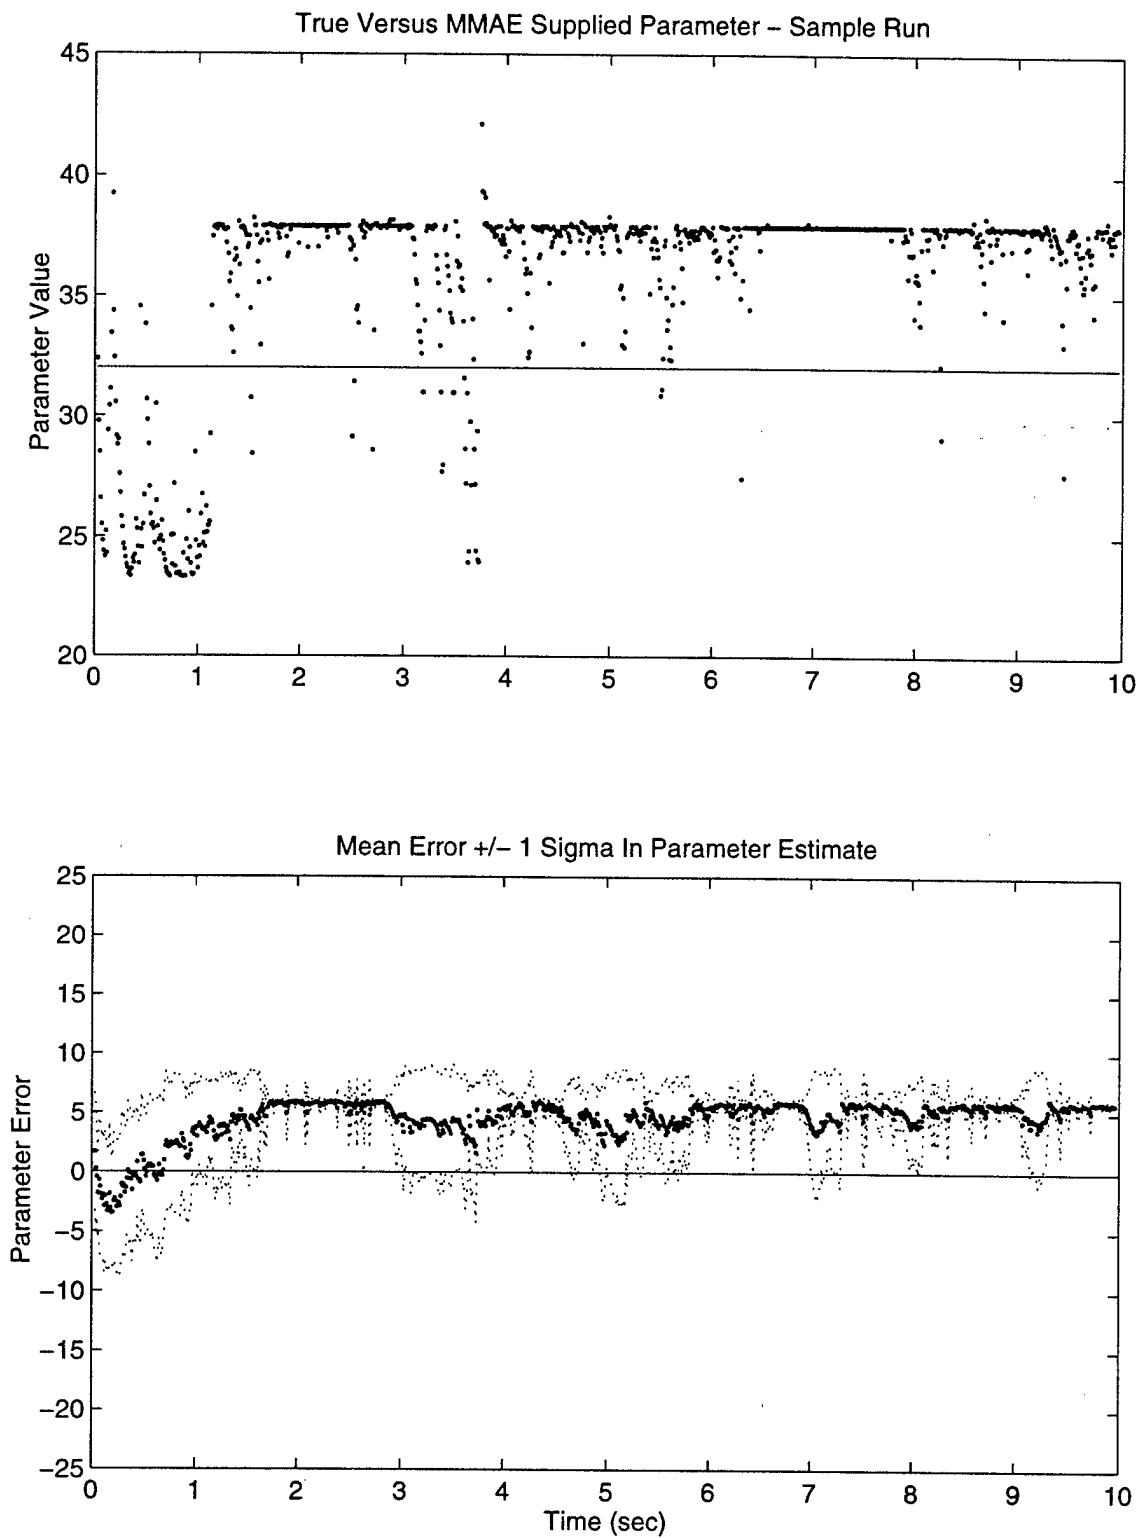 True Versus MMAE Supplied Parameter – Sample Run
45
40
35
30
25
20
Parameter Value
0 1 2 3 4 5 6 7 8 9 10
Mean Error +/– 1 Sigma In Parameter Estimate
25
20
15
10
5
0
–5
–10
–15
–20
–25
Parameter Error
0 1 2 3 4 5 6 7 8 9 10
Time (sec)